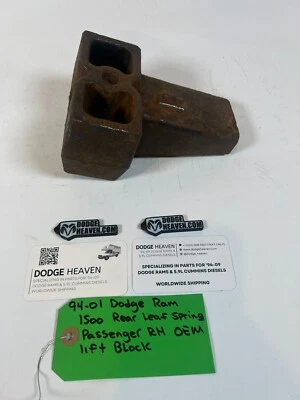 DODGE
HEAVEN.COM
DODGE
HEAVEN.COM
DODGE HEAVEN
SPECIALIZING IN PARTS FOR '94-09
DODGE RAMS & 5.9L CUMMINS DIESELS
WORLDWIDE SHIPPING
DODGE HEAVEN
SPECIALIZING IN PARTS FOR '94-09
DODGE RAMS & 5.9L CUMMINS DIESELS
WORLDWIDE SHIPPING
94-01 Dodge Ram
1500 Rear Leaf Spring
Passenger RH OEM
lift Block